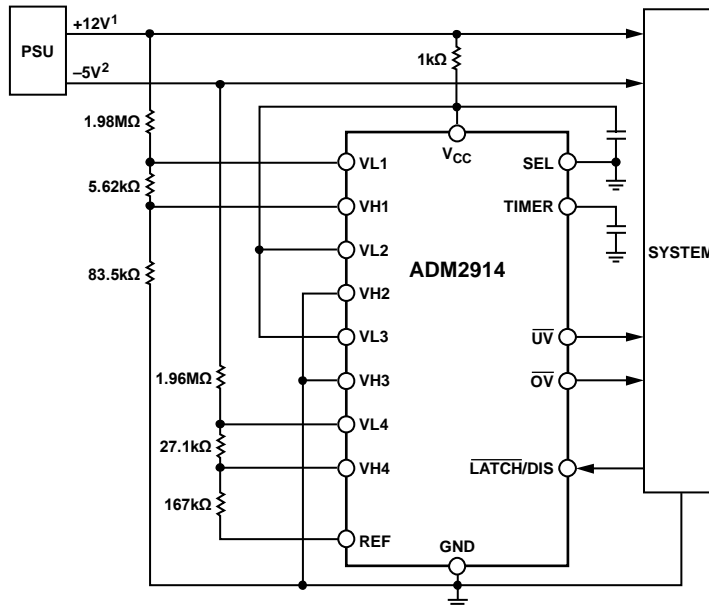 +12V¹
PSU
–5V²
1kΩ
1.98MΩ
VCC
VL1
SEL
5.62kΩ
VH1
TIMER
VL2
ADM2914
SYSTEM
83.5kΩ
VH2
VL3
UV
1.96MΩ
VH3
OV
VL4
27.1kΩ
VH4
LATCH/DIS
167kΩ
REF
GND